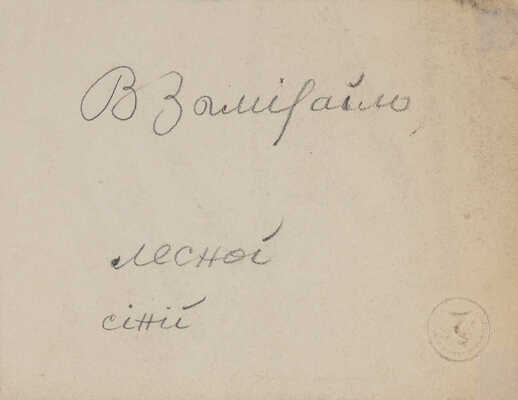 В Замірайло
лесной
сіній